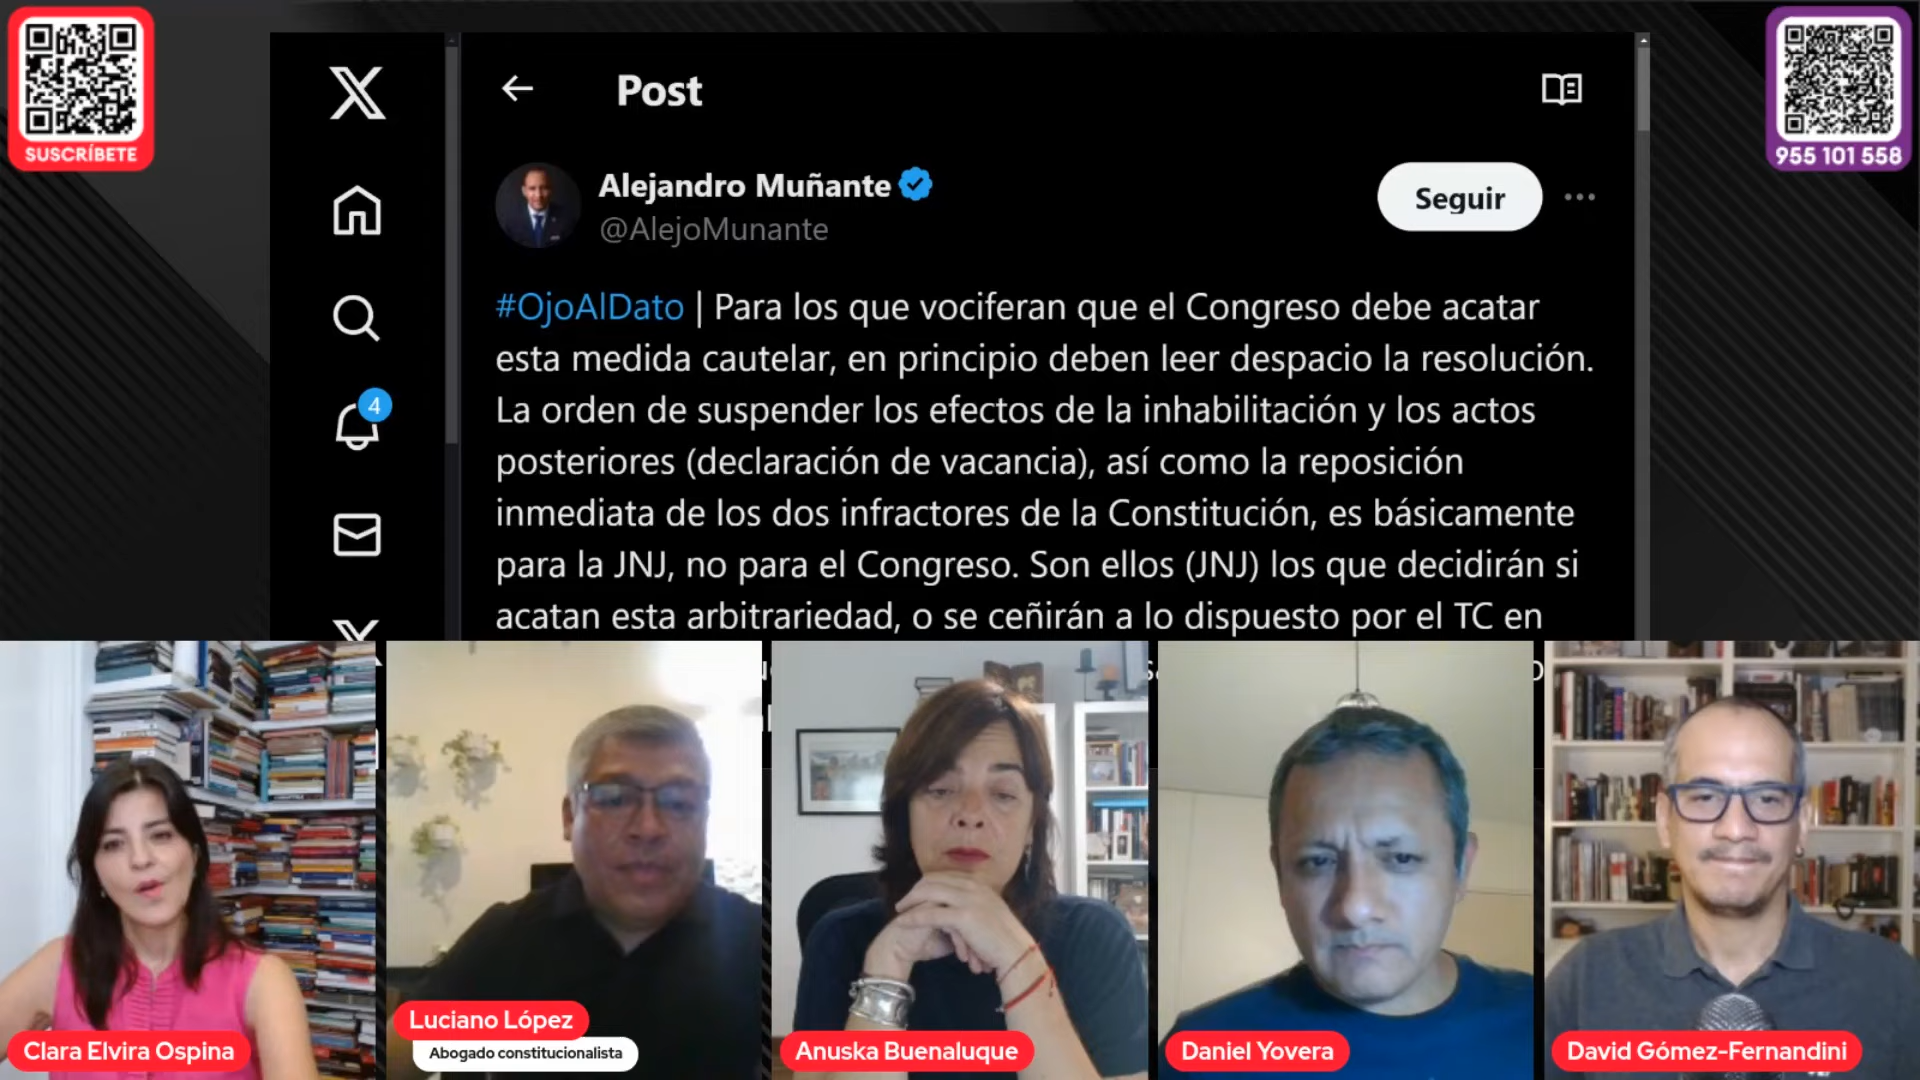 SUSCRÍBETE
955 101 558
Post
Alejandro Muñante
@AlejoMunante
Seguir
#OjoAlDato | Para los que vociferan que el Congreso debe acatar
esta medida cautelar, en principio deben leer despacio la resolución.
La orden de suspender los efectos de la inhabilitación y los actos
posteriores (declaración de vacancia), así como la reposición
inmediata de los dos infractores de la Constitución, es básicamente
para la JNJ, no para el Congreso. Son ellos (JNJ) los que decidirán si
acatan esta arbitrariedad, o se ceñirán a lo dispuesto por el TC en
4
Clara Elvira Ospina
Luciano López
Abogado constitucionalista
Anuska Buenaluque
Daniel Yovera
David Gómez-Fernandini